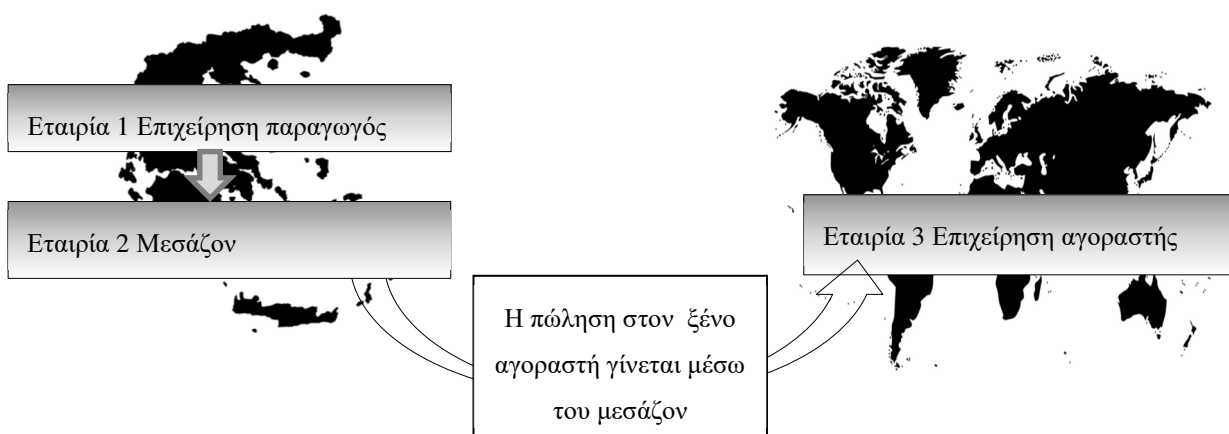 Εταιρία 1 Επιχείρηση παραγωγός
Εταιρία 2 Μεσάζον
Εταιρία 3 Επιχείρηση αγοραστής
Η πώληση στον ξένο
αγοραστή γίνεται μέσω
του μεσάζον